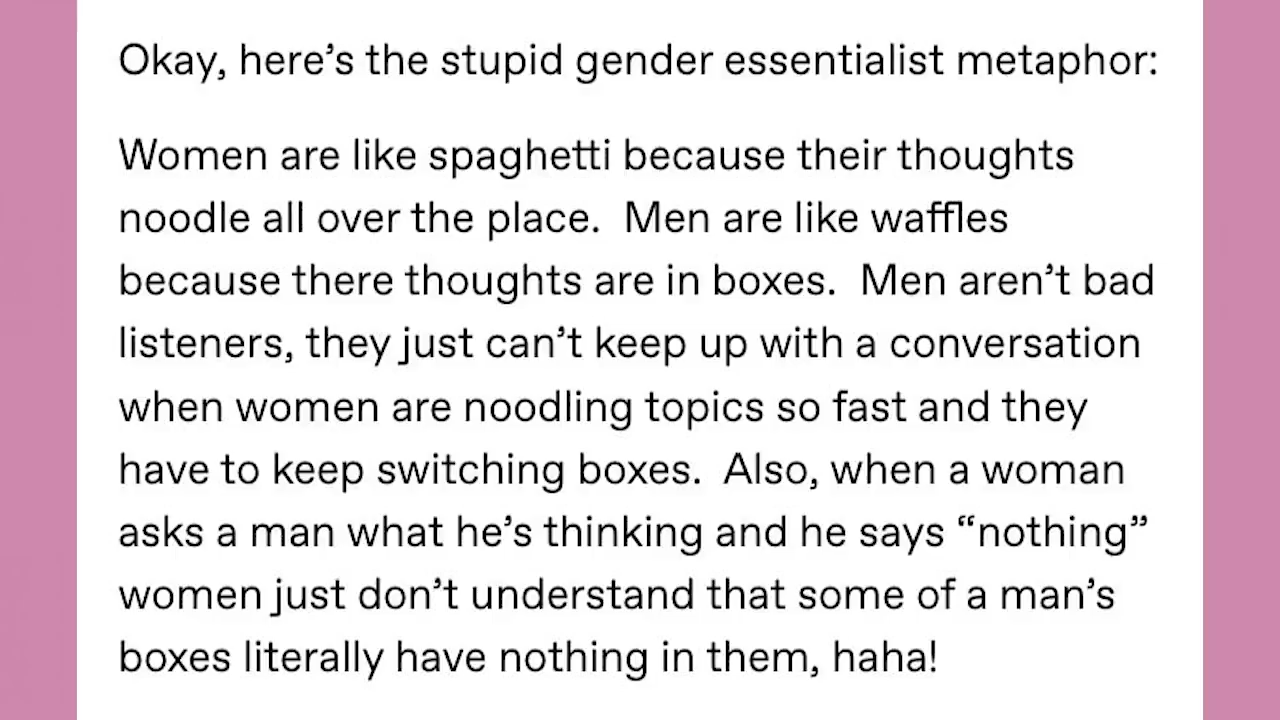 Okay, here’s the stupid gender essentialist metaphor:
Women are like spaghetti because their thoughts
noodle all over the place.  Men are like waffles
because there thoughts are in boxes.  Men aren’t bad
listeners, they just can’t keep up with a conversation
when women are noodling topics so fast and they
have to keep switching boxes.  Also, when a woman
asks a man what he’s thinking and he says “nothing”
women just don’t understand that some of a man’s
boxes literally have nothing in them, haha!